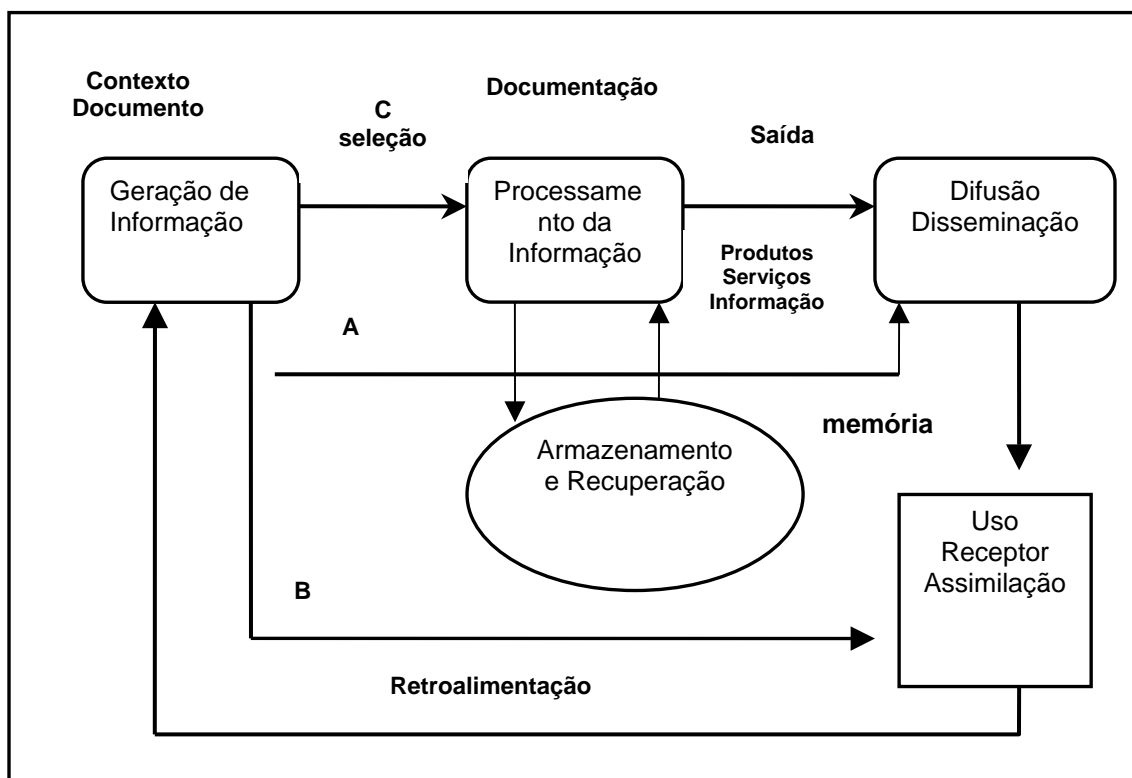 Contexto
Documento
C
seleção
Documentação
Saída
Geração de
Informação
Processame
nto da
Informação
Difusão
Disseminação
Produtos
Serviços
Informação
A
memória
Armazenamento
e Recuperação
Uso
Receptor
Assimilação
B
Retroalimentação